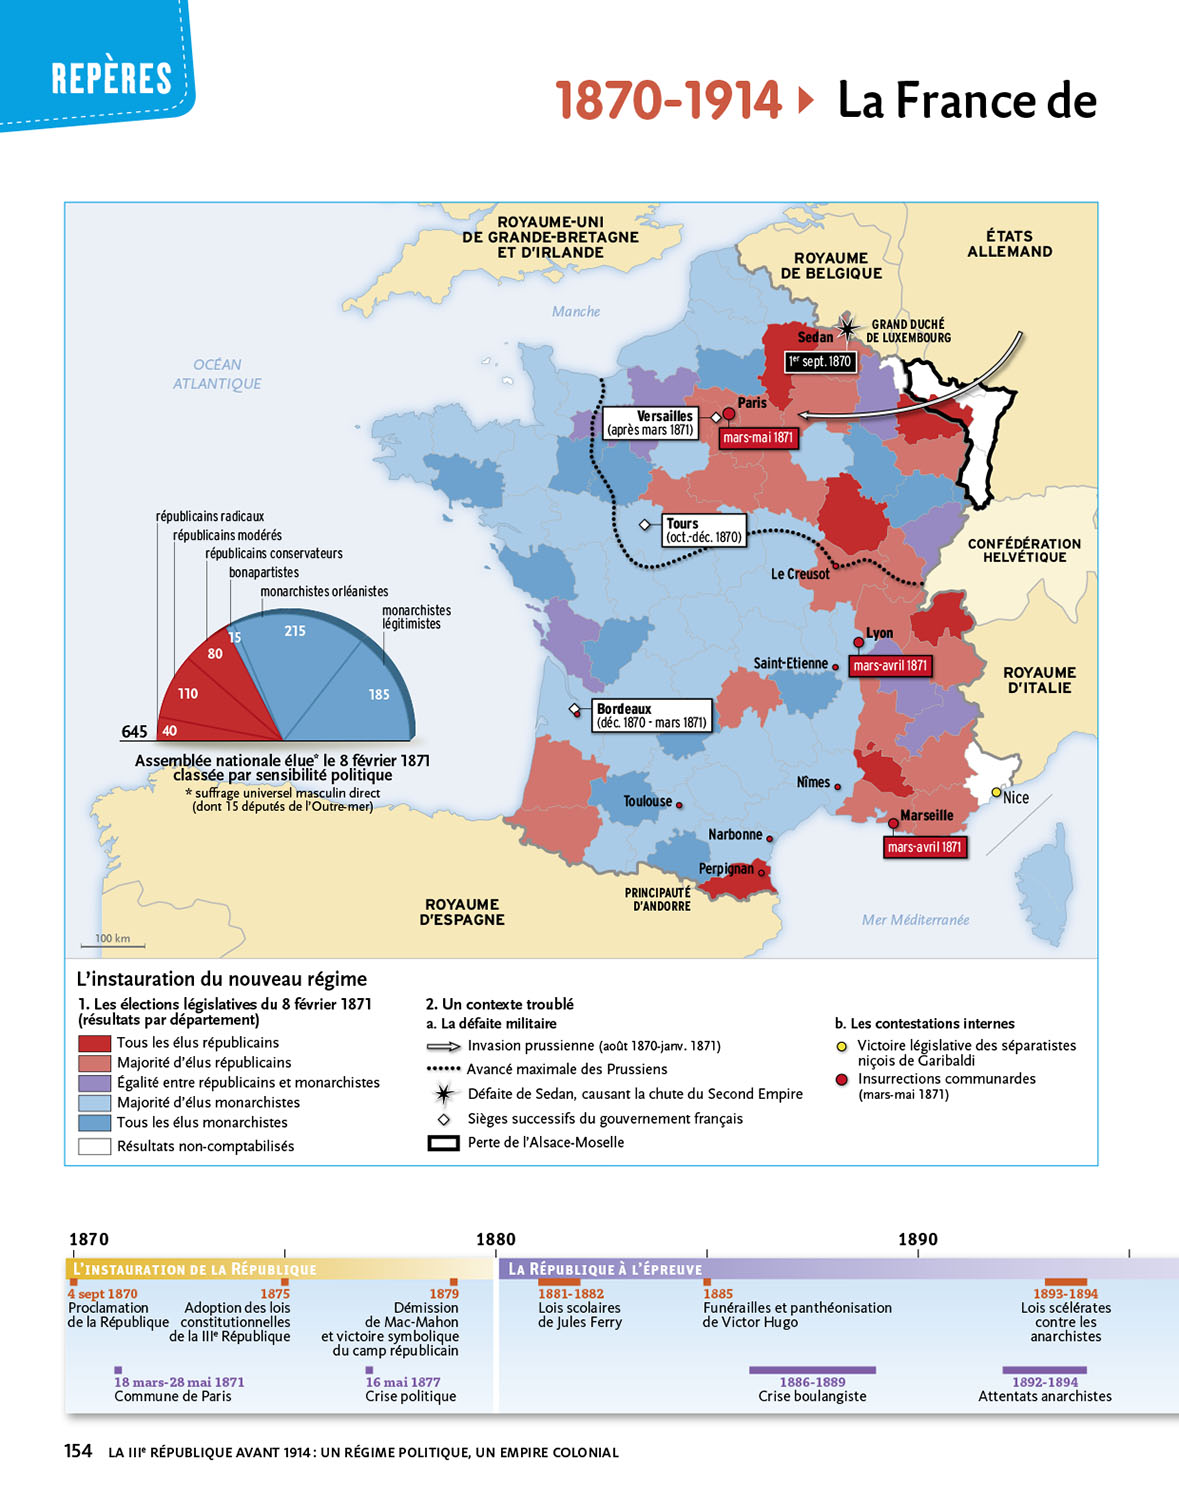 REPÈRES
1870-1914 ▸ La France de
ROYAUME-UNI
DE GRANDE-BRETAGNE
ET D'IRLANDE
ÉTATS
ALLEMAND
ROYAUME
DE BELGIQUE
Manche
GRAND DUCHÉ
DE LUXEMBOURG
Sedan
1er sept. 1870
OCÉAN
ATLANTIQUE
Paris
Versailles
(après mars 1871)
mars-mai 1871
Tours
(oct.-déc. 1870)
CONFÉDÉRATION
HELVÉTIQUE
Le Creusot
Lyon
mars-avril 1871
Saint-Etienne
ROYAUME
D'ITALIE
Bordeaux
(déc. 1870 - mars 1871)
Nîmes
Nice
Toulouse
Marseille
mars-avril 1871
Narbonne
Perpignan
PRINCIPAUTÉ
D'ANDORRE
ROYAUME
D'ESPAGNE
Mer Méditerranée
100 km
républicains radicaux
républicains modérés
républicains conservateurs
bonapartistes
monarchistes orléanistes
monarchistes
légitimistes
215
15
80
110
185
645
40
Assemblée nationale élue* le 8 février 1871
classée par sensibilité politique
* suffrage universel masculin direct
(dont 15 députés de l'Outre-mer)
L'instauration du nouveau régime
1. Les élections législatives du 8 février 1871
(résultats par département)
Tous les élus républicains
Majorité d'élus républicains
Égalité entre républicains et monarchistes
Majorité d'élus monarchistes
Tous les élus monarchistes
Résultats non-comptabilisés
2. Un contexte troublé
a. La défaite militaire
Invasion prussienne (août 1870-janv. 1871)
Avancé maximale des Prussiens
Défaite de Sedan, causant la chute du Second Empire
Sièges successifs du gouvernement français
Perte de l'Alsace-Moselle
b. Les contestations internes
Victoire législative des séparatistes
niçois de Garibaldi
Insurrections communardes
(mars-mai 1871)
1870
1880
1890
L'INSTAURATION DE LA RÉPUBLIQUE
LA RÉPUBLIQUE À L'ÉPREUVE
4 sept 1870
Proclamation
de la République
1875
Adoption des lois
constitutionnelles
de la IIIe République
1879
Démission
de Mac-Mahon
et victoire symbolique
du camp républicain
1881-1882
Lois scolaires
de Jules Ferry
1885
Funérailles et panthéonisation
de Victor Hugo
1893-1894
Lois scélérates
contre les
anarchistes
18 mars-28 mai 1871
Commune de Paris
16 mai 1877
Crise politique
1886-1889
Crise boulangiste
1892-1894
Attentats anarchistes
154 LA IIIe RÉPUBLIQUE AVANT 1914 : UN RÉGIME POLITIQUE, UN EMPIRE COLONIAL